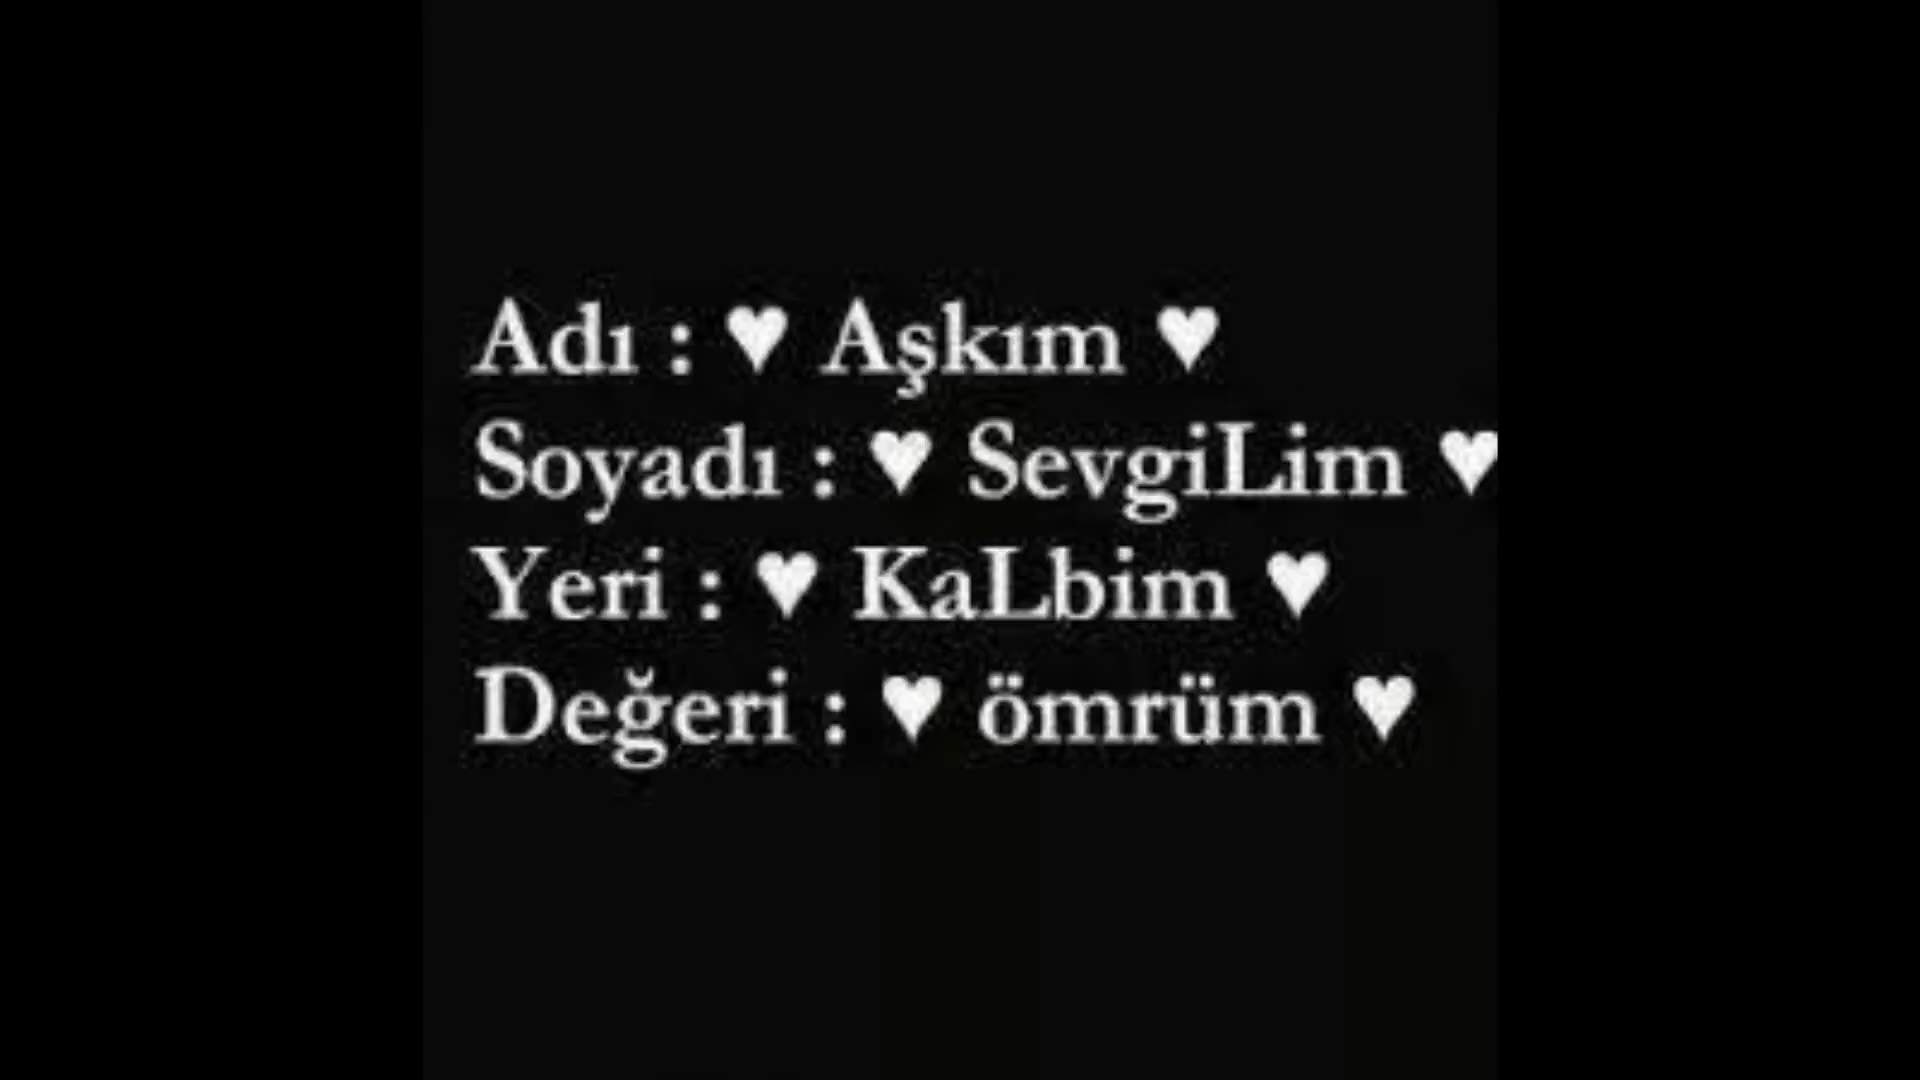 Adı : ♥ Aşkım ♥
Soyadı : ♥ SevgiLim ♥
Yeri : ♥ KaLbim ♥
Değeri : ♥ ömrüm ♥